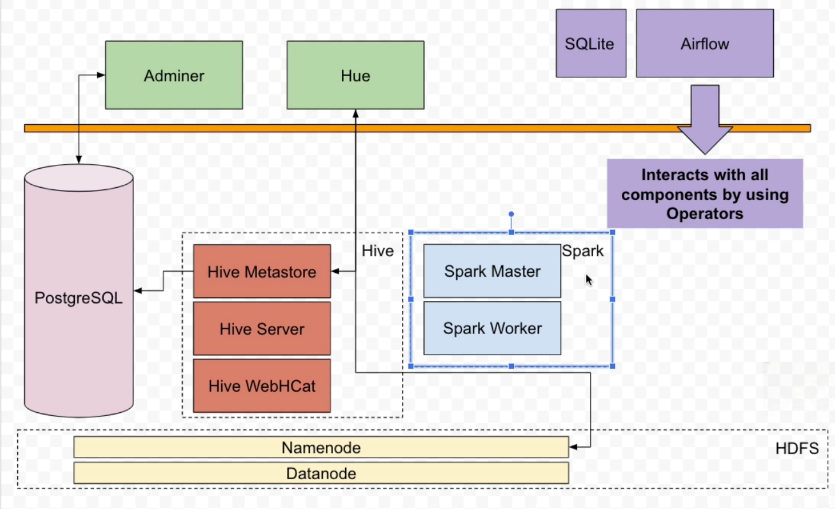 SQLite
Airflow
Adminer
Hue
Interacts with all
components by using
Operators
Hive
Spark
Hive Metastore
Spark Master
PostgreSQL
Hive Server
Spark Worker
Hive WebHCat
Namenode
HDFS
Datanode